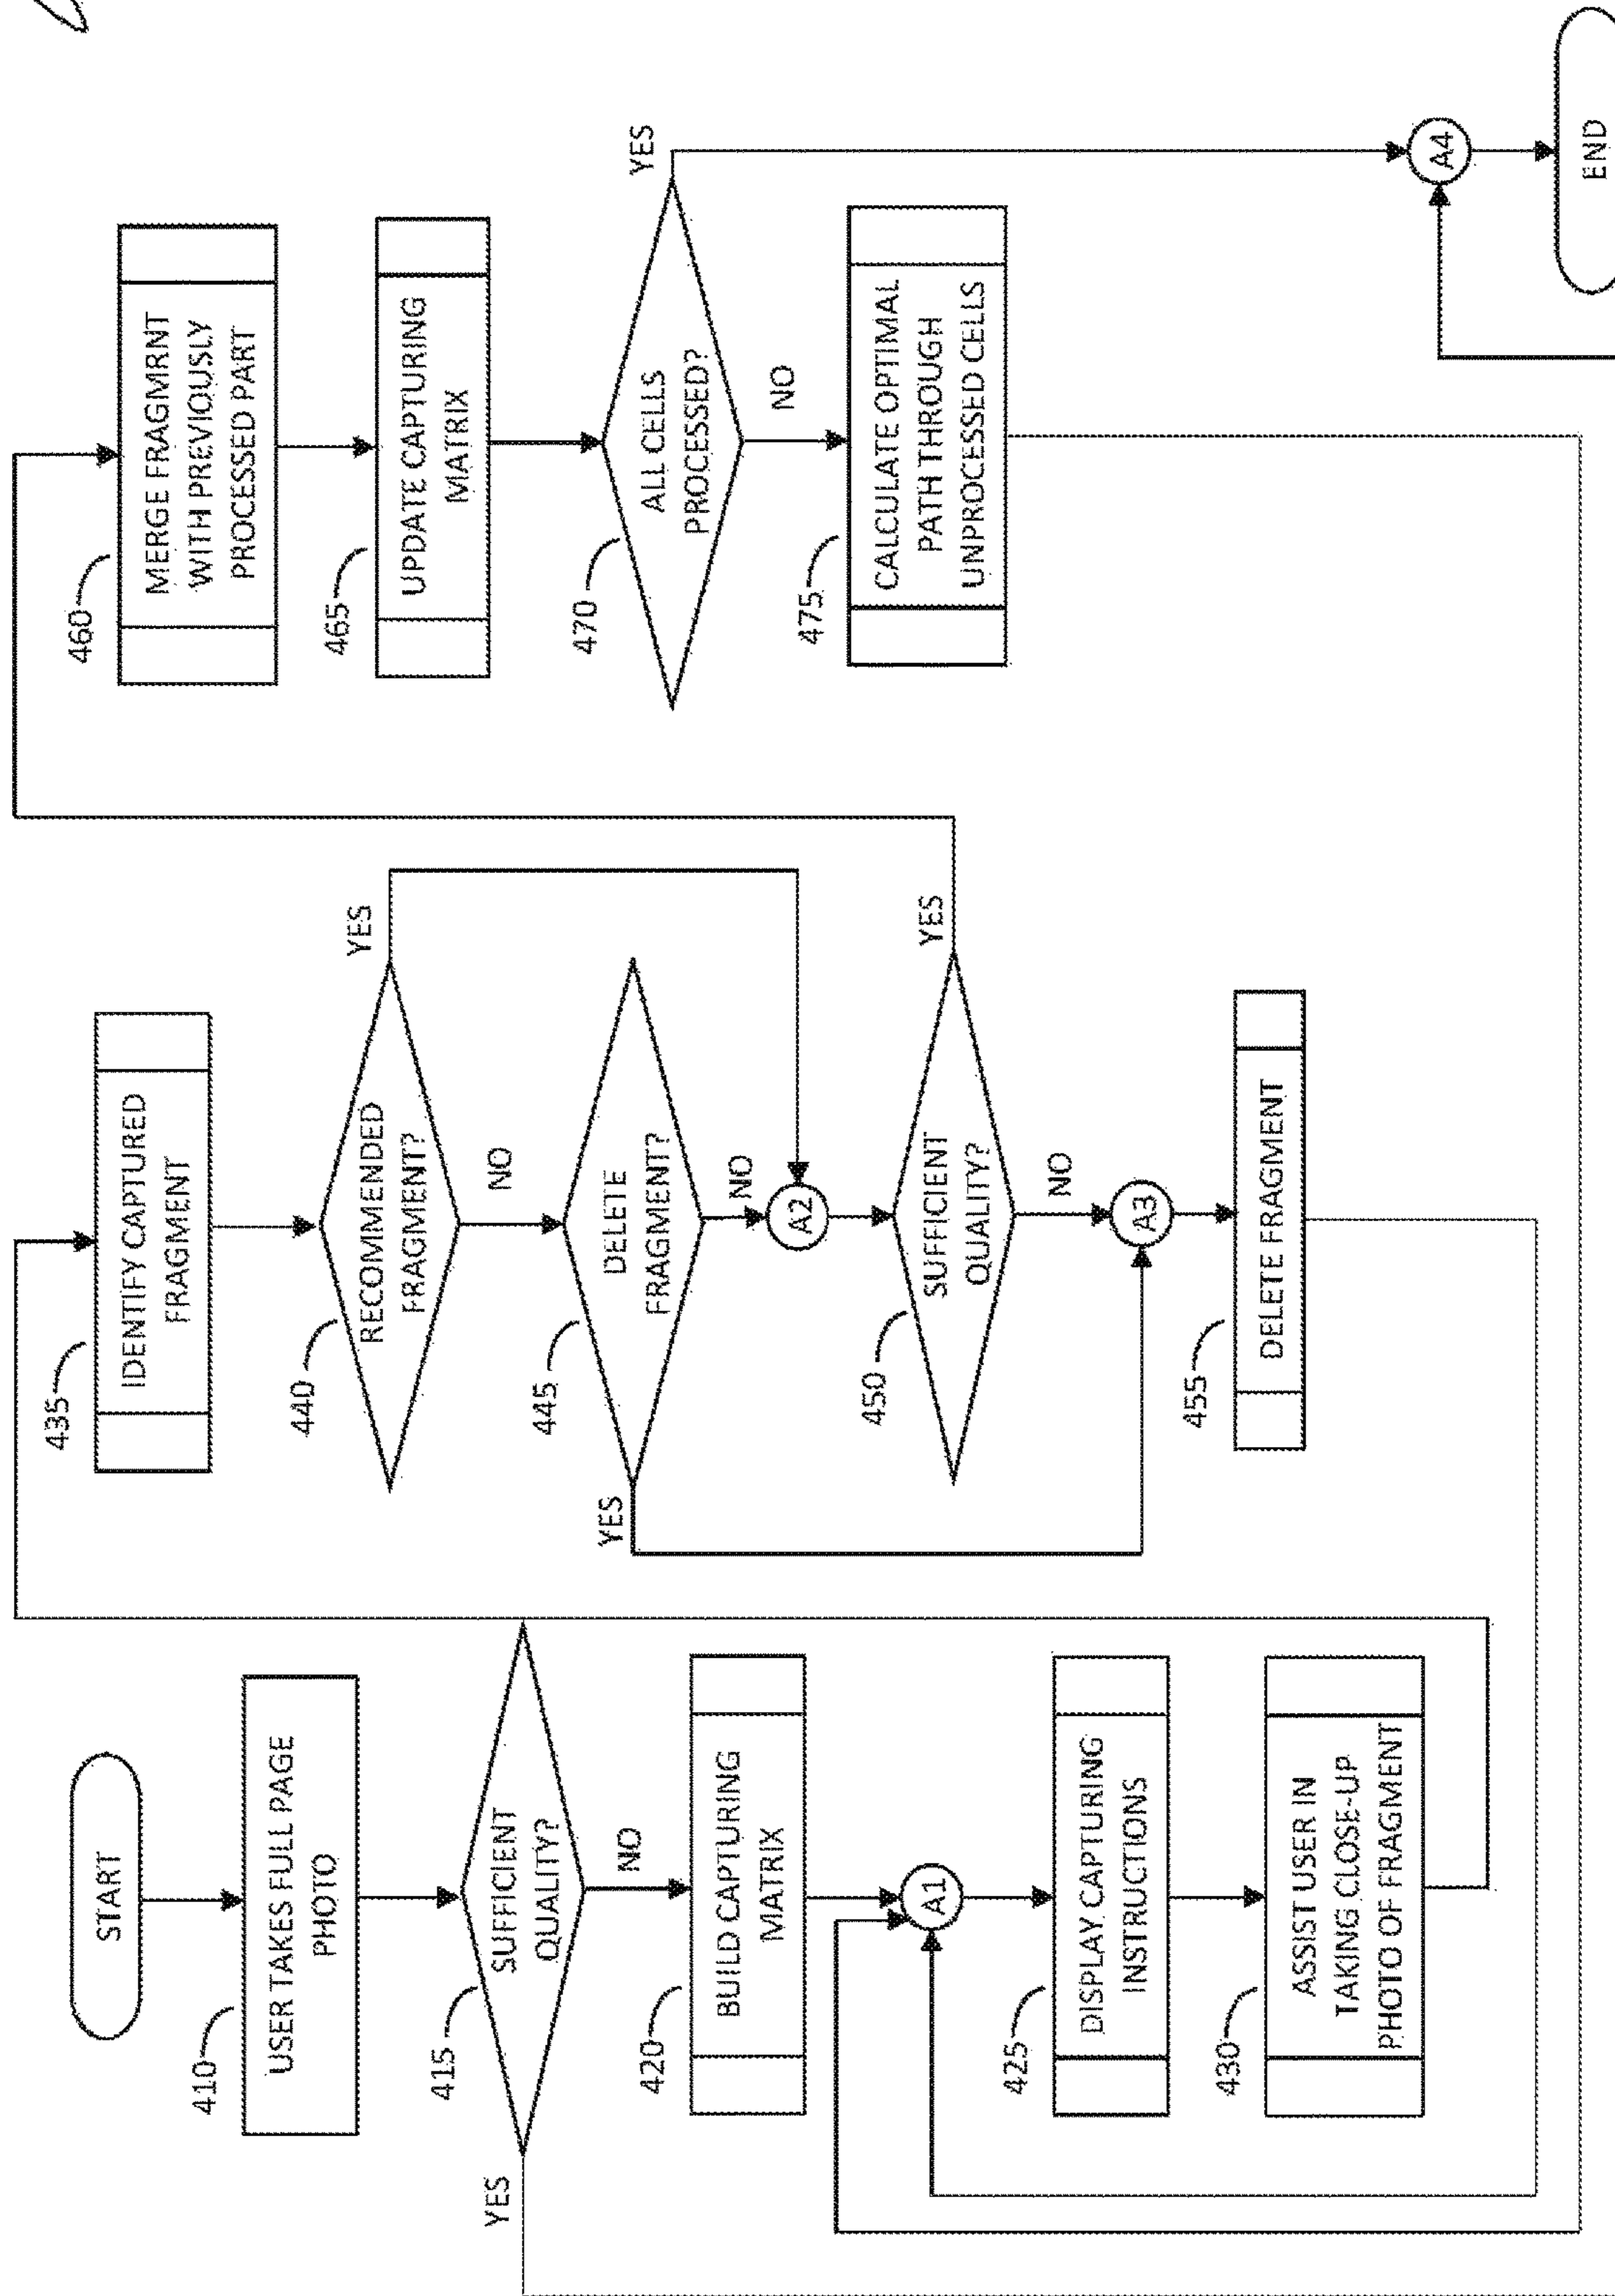 START
410
USER TAKES FULL PAGE
PHOTO
415
SUFFICIENT
QUALITY?
YES
NO
420
BUILD CAPTURING
MATRIX
A1
425
DISPLAY CAPTURING
INSTRUCTIONS
430
ASSIST USER IN
TAKING CLOSE-UP
PHOTO OF FRAGMENT
435
IDENTIFY CAPTURED
FRAGMENT
440
RECOMMENDED
FRAGMENT?
YES
NO
445
DELETE
FRAGMENT?
YES
NO
A2
450
SUFFICIENT
QUALITY?
YES
NO
A3
455
DELETE FRAGMENT
460
MERGE FRAGMRNT
WITH PREVIOUSLY
PROCESSED PART
465
UPDATE CAPTURING
MATRIX
470
ALL CELLS
PROCESSED?
YES
NO
475
CALCULATE OPTIMAL
PATH THROUGH
UNPROCESSED CELLS
A4
END